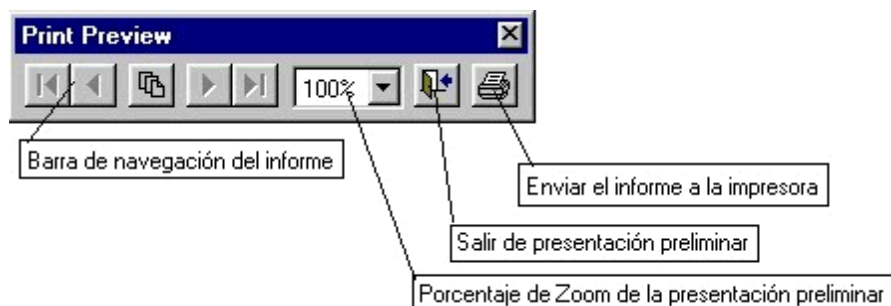 Print Preview
100%
Barra de navegación del informe
Enviar el informe a la impresora
Salir de presentación preliminar
Porcentaje de Zoom de la presentación preliminar